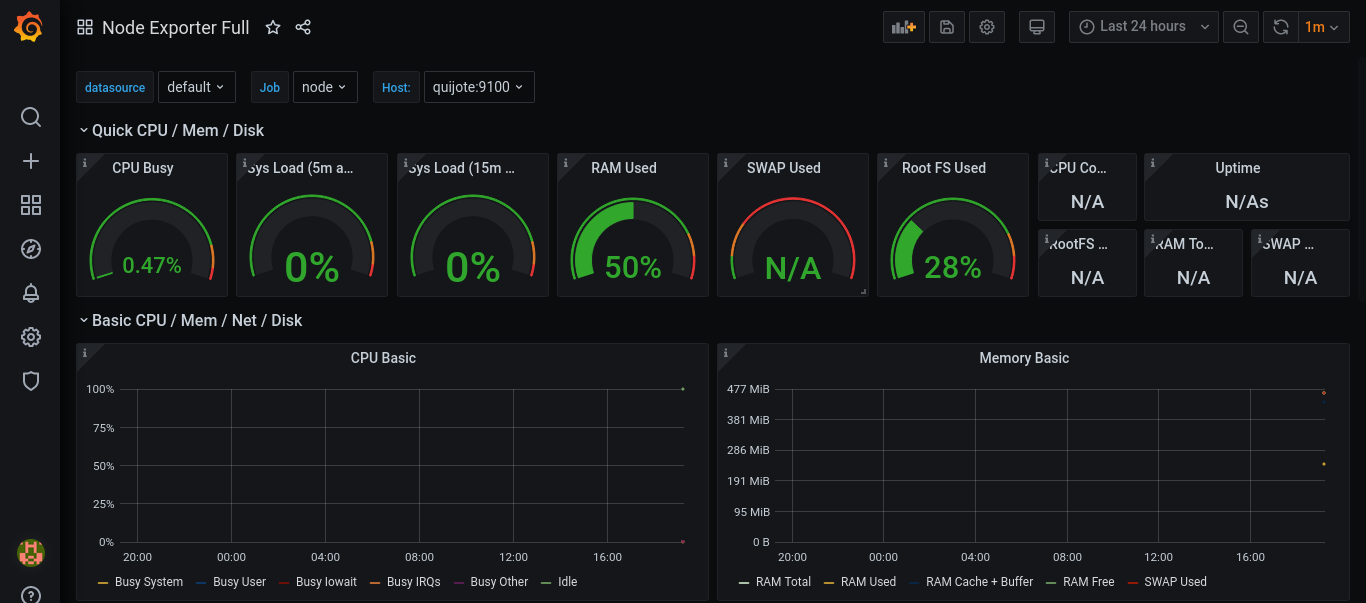 Node Exporter Full
Last 24 hours
1m
datasource default Job node Host: quijote:9100
Quick CPU / Mem / Disk
CPU Busy
0.47%
Sys Load (5m a...
0%
Sys Load (15m ...
0%
RAM Used
50%
SWAP Used
N/A
Root FS Used
28%
CPU Co...
N/A
Uptime
N/As
RootFS ...
N/A
RAM To...
N/A
SWAP ...
N/A
Basic CPU / Mem / Net / Disk
CPU Basic
100%
75%
50%
25%
0%
20:00 00:00 04:00 08:00 12:00 16:00
Busy System Busy User Busy Iowait Busy IRQs Busy Other Idle
Memory Basic
477 MiB
381 MiB
286 MiB
191 MiB
95 MiB
0 B
20:00 00:00 04:00 08:00 12:00 16:00
RAM Total RAM Used RAM Cache + Buffer RAM Free SWAP Used